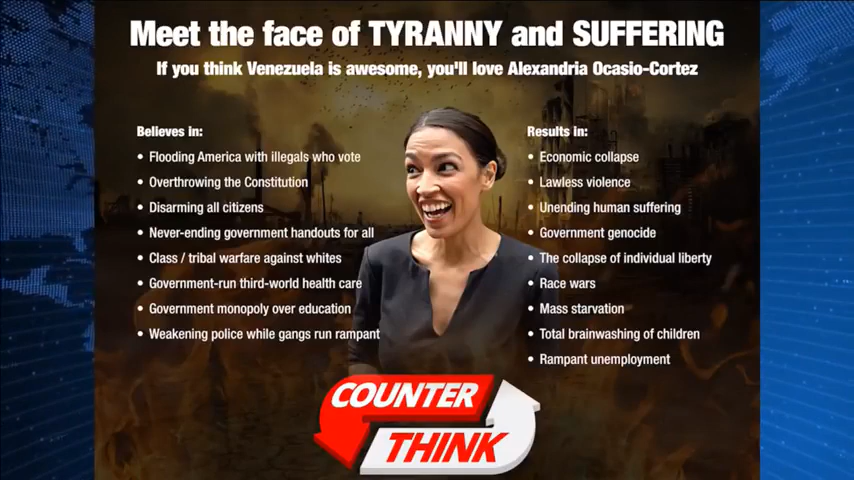 Meet the face of TYRANNY and SUFFERING
If you think Venezuela is awesome, you'll love Alexandria Ocasio-Cortez
Believes in:
• Flooding America with illegals who vote
• Overthrowing the Constitution
• Disarming all citizens
• Never-ending government handouts for all
• Class / tribal warfare against whites
• Government-run third-world health care
• Government monopoly over education
• Weakening police while gangs run rampant
Results in:
• Economic collapse
• Lawless violence
• Unending human suffering
• Government genocide
• The collapse of individual liberty
• Race wars
• Mass starvation
• Total brainwashing of children
• Rampant unemployment
COUNTER
THINK